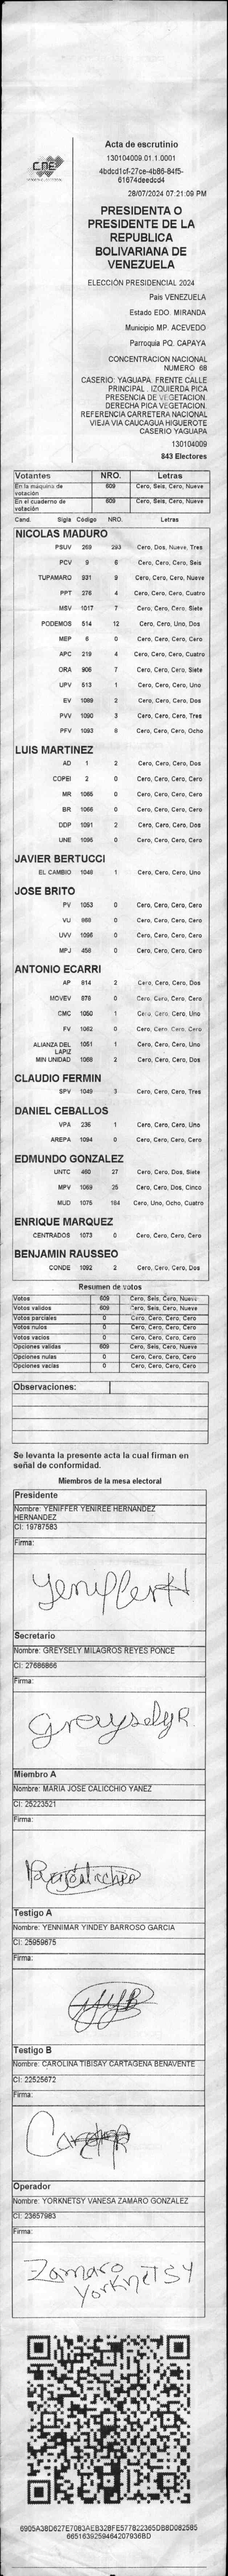 CNE
Acta de escrutinio
130104009.01.1.0001
4bdcd1cf-27ce-4b86-84f5-
61674deedcd4
28/07/2024 07:21:09 PM
PRESIDENTA O
PRESIDENTE DE LA
REPUBLICA
BOLIVARIANA DE
VENEZUELA
ELECCIÓN PRESIDENCIAL 2024
País VENEZUELA
Estado EDO. MIRANDA
Municipio MP. ACEVEDO
Parroquia PQ. CAPAYA
CONCENTRACION NACIONAL
NUMERO 68
CASERIO: YAGUAPA. FRENTE CALLE
PRINCIPAL . IZQUIERDA PICA
PRESENCIA DE VEGETACION.
DERECHA PICA VEGETACION.
REFERENCIA CARRETERA NACIONAL
VIEJA VIA CAUCAGUA HIGUEROTE
CASERIO YAGUAPA
130104009
843 Electores
Votantes NRO. Letras
En la maquina de votación 609 Cero, Seis, Cero, Nueve
En el cuaderno de votación 609 Cero, Seis, Cero, Nueve
Cand. Sigla Código NRO. Letras
NICOLAS MADURO
PSUV 269 293 Cero, Dos, Nueve, Tres
PCV 9 6 Cero, Cero, Cero, Seis
TUPAMARO 931 9 Cero, Cero, Cero, Nueve
PPT 276 4 Cero, Cero, Cero, Cuatro
MSV 1017 7 Cero, Cero, Cero, Siete
PODEMOS 514 12 Cero, Cero, Uno, Dos
MEP 6 0 Cero, Cero, Cero, Cero
APC 219 4 Cero, Cero, Cero, Cuatro
ORA 906 7 Cero, Cero, Cero, Siete
UPV 513 1 Cero, Cero, Cero, Uno
EV 1089 2 Cero, Cero, Cero, Dos
PVV 1090 3 Cero, Cero, Cero, Tres
PFV 1093 8 Cero, Cero, Cero, Ocho
LUIS MARTINEZ
AD 1 2 Cero, Cero, Cero, Dos
COPEI 2 0 Cero, Cero, Cero, Cero
MR 1065 0 Cero, Cero, Cero, Cero
BR 1066 0 Cero, Cero, Cero, Cero
DDP 1091 2 Cero, Cero, Cero, Dos
UNE 1095 0 Cero, Cero, Cero, Cero
JAVIER BERTUCCI
EL CAMBIO 1048 1 Cero, Cero, Cero, Uno
JOSE BRITO
PV 1053 0 Cero, Cero, Cero, Cero
VU 868 0 Cero, Cero, Cero, Cero
UVV 1096 0 Cero, Cero, Cero, Cero
MPJ 456 0 Cero, Cero, Cero, Cero
ANTONIO ECARRI
AP 814 2 Cero, Cero, Cero, Dos
MOVEV 878 0 Cero, Cero, Cero, Cero
CMC 1050 1 Cero, Cero, Cero, Uno
FV 1062 0 Cero, Cero, Cero, Cero
ALIANZA DEL LAPIZ 1051 1 Cero, Cero, Cero, Uno
MIN UNIDAD 1068 2 Cero, Cero, Cero, Dos
CLAUDIO FERMIN
SPV 1049 3 Cero, Cero, Cero, Tres
DANIEL CEBALLOS
VPA 236 1 Cero, Cero, Cero, Uno
AREPA 1094 0 Cero, Cero, Cero, Cero
EDMUNDO GONZALEZ
UNTC 460 27 Cero, Cero, Dos, Siete
MPV 1069 25 Cero, Cero, Dos, Cinco
MUD 1075 184 Cero, Uno, Ocho, Cuatro
ENRIQUE MARQUEZ
CENTRADOS 1073 0 Cero, Cero, Cero, Cero
BENJAMIN RAUSSEO
CONDE 1092 2 Cero, Cero, Cero, Dos
Resumen de votos
Votos 609 Cero, Seis, Cero, Nueve
Votos validos 609 Cero, Seis, Cero, Nueve
Votos parciales 0 Cero, Cero, Cero, Cero
Votos nulos 0 Cero, Cero, Cero, Cero
Votos vacios 0 Cero, Cero, Cero, Cero
Opciones validas 609 Cero, Seis, Cero, Nueve
Opciones nulas 0 Cero, Cero, Cero, Cero
Opciones vacias 0 Cero, Cero, Cero, Cero
Observaciones:
Se levanta la presente acta la cual firman en
señal de conformidad.
Miembros de la mesa electoral
Presidente
Nombre: YENIFFER YENIREE HERNANDEZ
HERNANDEZ
CI: 19787583
Firma:
Secretario
Nombre: GREYSELY MILAGROS REYES PONCE
CI: 27686866
Firma:
GreyselyR
Miembro A
Nombre: MARIA JOSE CALICCHIO YANEZ
CI: 25223521
Firma:
Testigo A
Nombre: YENNIMAR YINDEY BARROSO GARCIA
CI: 25959675
Firma:
Testigo B
Nombre: CAROLINA TIBISAY CARTAGENA BENAVENTE
CI: 22525672
Firma:
Operador
Nombre: YORKNETSY VANESA ZAMARO GONZALEZ
CI: 23657983
Firma:
Zamaro
YorknetSY
6905A38D627E7083AEB328FE577822365DB8D082585
6651639259464207936BD